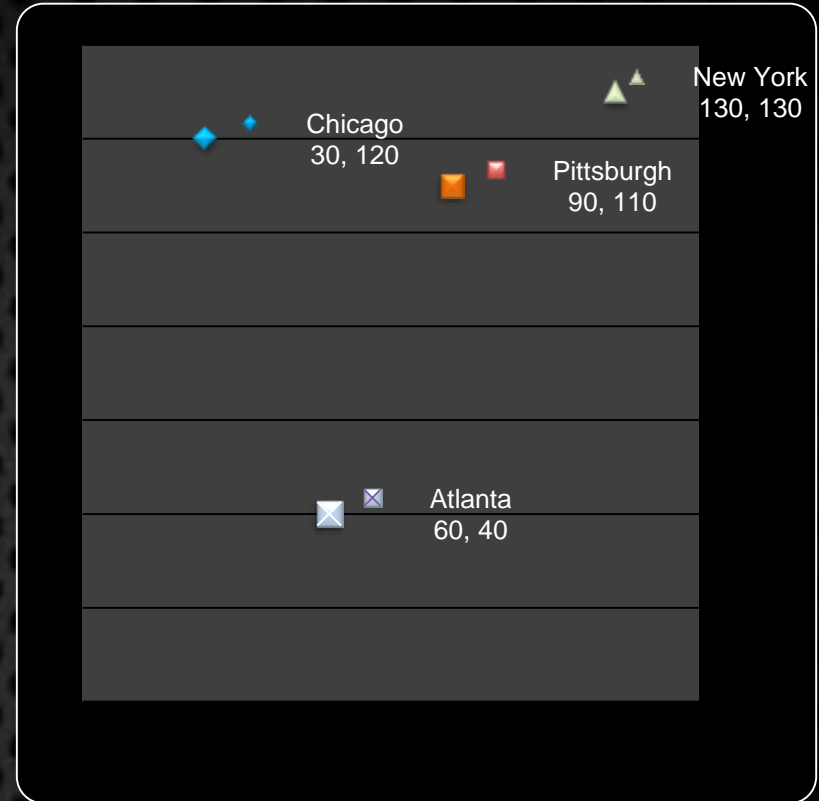 New York
130, 130
Chicago
30, 120
Pittsburgh
90, 110
Atlanta
60, 40